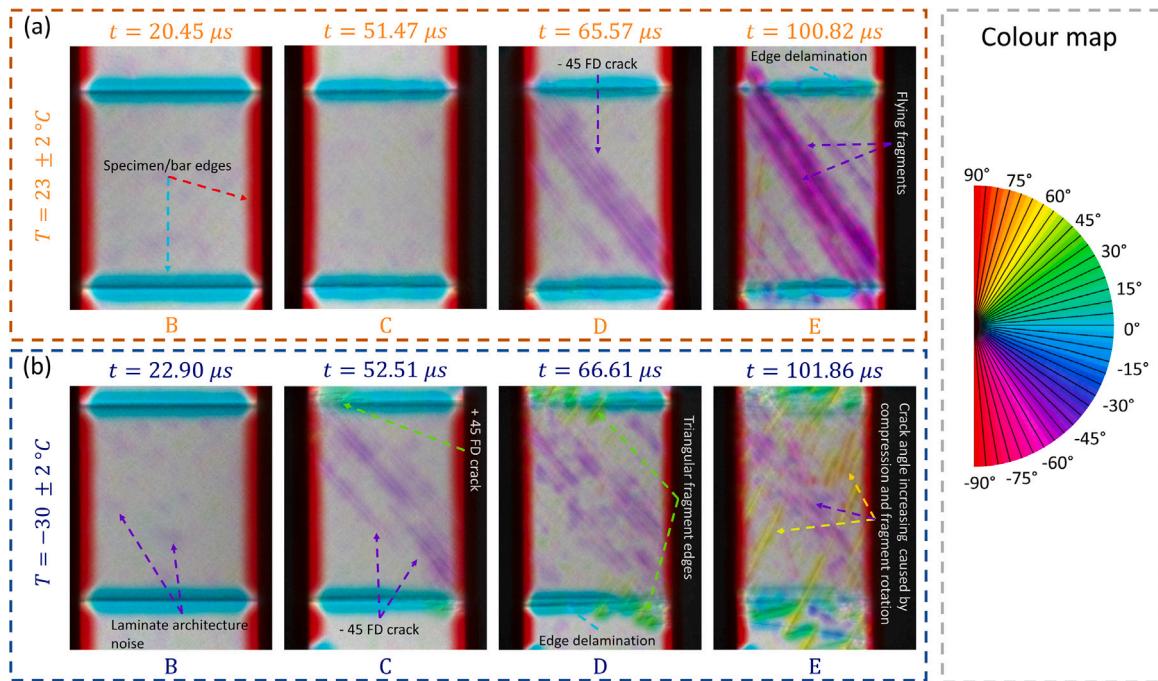 (a)
t = 20.45 μs
t = 51.47 μs
t = 65.57 μs
t = 100.82 μs
T = 23 ± 2 °C
Specimen/bar edges
- 45 FD crack
Edge delamination
Flying fragments
B
C
D
E
(b)
t = 22.90 μs
t = 52.51 μs
t = 66.61 μs
t = 101.86 μs
T = −30 ± 2 °C
Laminate architecture
noise
+ 45 FD crack
- 45 FD crack
Triangular fragment edges
Edge delamination
Crack angle increasing caused by
compression and fragment rotation
B
C
D
E
Colour map
90°
75°
60°
45°
30°
15°
0°
-15°
-30°
-45°
-60°
-75°
-90°